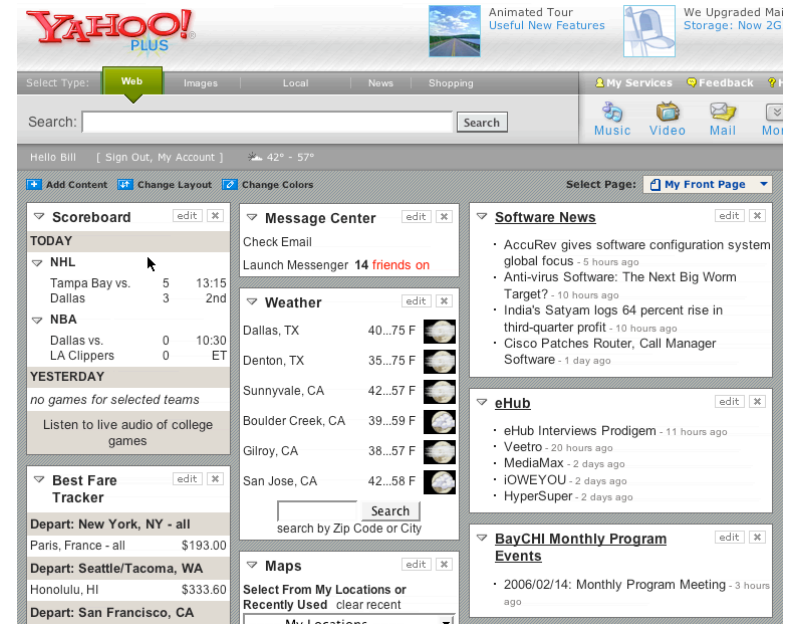 YAHOO!
PLUS
Animated Tour
Useful New Features
We Upgraded Mai
Storage: Now 2G
Select Type:
Web
Images
Local
News
Shopping
My Services
Feedback
Search:
Search
Music
Video
Mail
Mor
Hello Bill [ Sign Out, My Account ] 42° - 57°
Add Content
Change Layout
Change Colors
Select Page:
My Front Page
Scoreboard
edit
TODAY
NHL
Tampa Bay vs. 5 13:15
Dallas 3 2nd
NBA
Dallas vs. 0 10:30
LA Clippers 0 ET
YESTERDAY
no games for selected teams
Listen to live audio of college
games
Best Fare
Tracker
edit
Depart: New York, NY - all
Paris, France - all $193.00
Depart: Seattle/Tacoma, WA
Honolulu, HI $333.60
Depart: San Francisco, CA
Message Center
edit
Check Email
Launch Messenger 14 friends on
Weather
edit
Dallas, TX 40...75 F
Denton, TX 35...75 F
Sunnyvale, CA 42...57 F
Boulder Creek, CA 39...59 F
Gilroy, CA 38...57 F
San Jose, CA 42...58 F
Search
search by Zip Code or City
Maps
edit
Select From My Locations or
Recently Used clear recent
My Locations
Software News
edit
· AccuRev gives software configuration system
global focus - 5 hours ago
· Anti-virus Software: The Next Big Worm
Target? - 10 hours ago
· India's Satyam logs 64 percent rise in
third-quarter profit - 10 hours ago
· Cisco Patches Router, Call Manager
Software - 1 day ago
eHub
edit
· eHub Interviews Prodigem - 11 hours ago
· Veetro - 20 hours ago
· MediaMax - 2 days ago
· iOWEYOU - 2 days ago
· HyperSuper - 2 days ago
BayCHI Monthly Program
Events
edit
· 2006/02/14: Monthly Program Meeting - 3 hours
ago